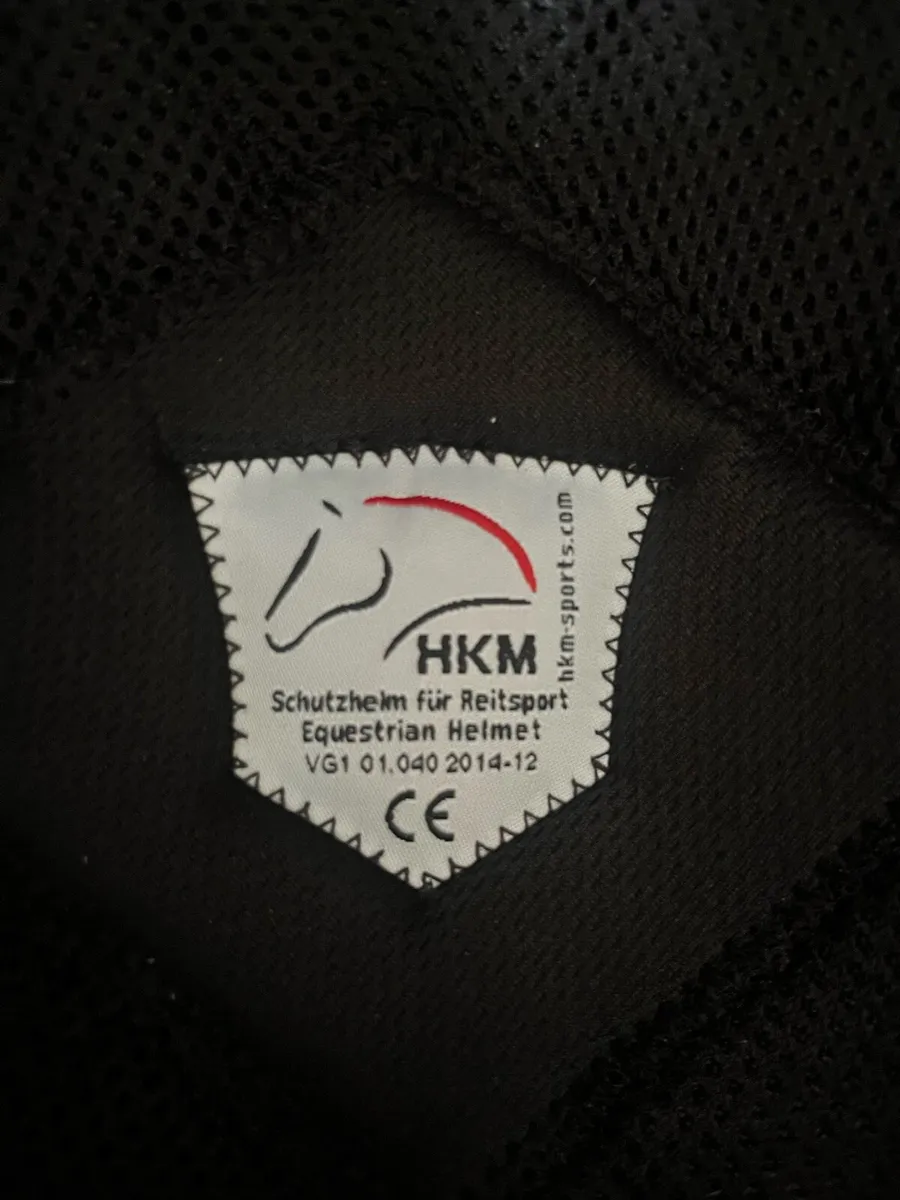 HKM
hkm-sports.com
Schutzhelm für Reitsport
Equestrian Helmet
VG1 01.040 2014-12
CE